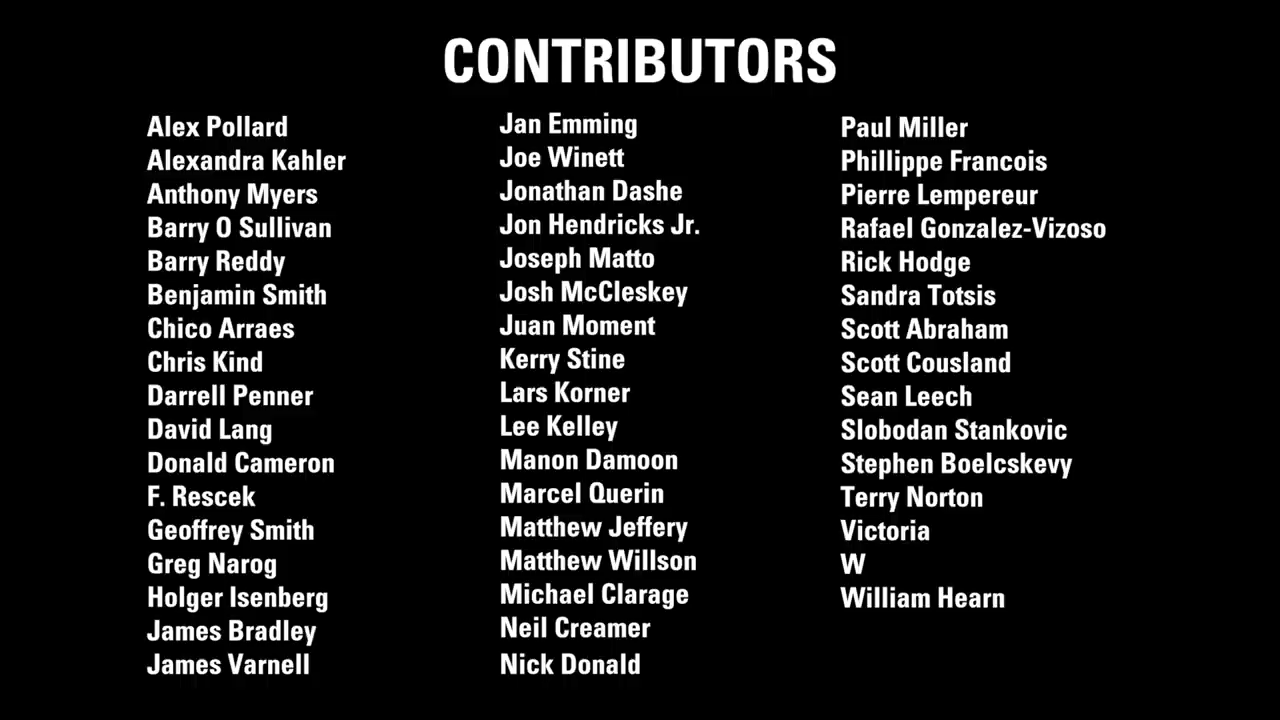 CONTRIBUTORS
Alex Pollard
Alexandra Kahler
Anthony Myers
Barry O Sullivan
Barry Reddy
Benjamin Smith
Chico Arraes
Chris Kind
Darrell Penner
David Lang
Donald Cameron
F. Rescek
Geoffrey Smith
Greg Narog
Holger Isenberg
James Bradley
James Varnell
Jan Emming
Joe Winett
Jonathan Dashe
Jon Hendricks Jr.
Joseph Matto
Josh McCleskey
Juan Moment
Kerry Stine
Lars Korner
Lee Kelley
Manon Damoon
Marcel Querin
Matthew Jeffery
Matthew Willson
Michael Clarage
Neil Creamer
Nick Donald
Paul Miller
Phillippe Francois
Pierre Lempereur
Rafael Gonzalez-Vizoso
Rick Hodge
Sandra Totsis
Scott Abraham
Scott Cousland
Sean Leech
Slobodan Stankovic
Stephen Boelcskevy
Terry Norton
Victoria
W
William Hearn